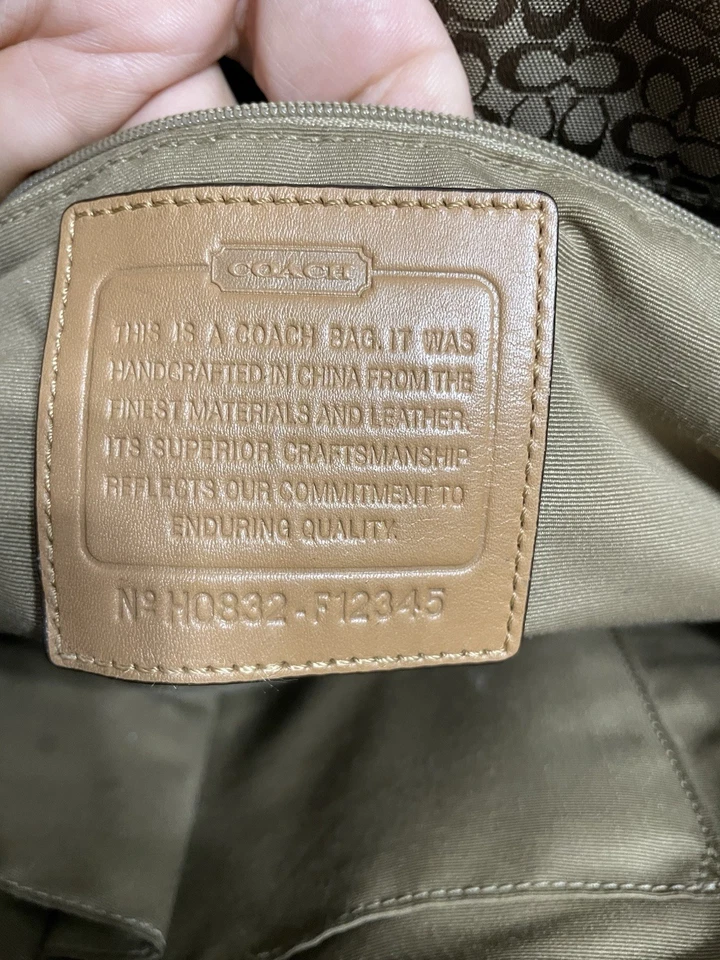 COACH
THIS IS A COACH BAG. IT WAS
HANDCRAFTED IN CHINA FROM THE
FINEST MATERIALS AND LEATHER.
ITS SUPERIOR CRAFTSMANSHIP
REFLECTS OUR COMMITMENT TO
ENDURING QUALITY.
Nº H0832-F12345